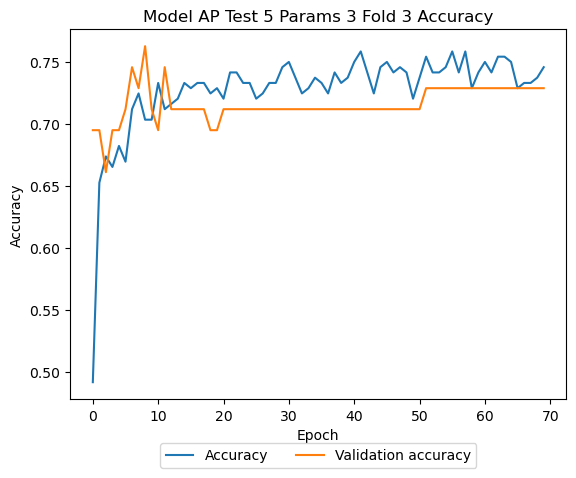 Model AP Test 5 Params 3 Fold 3 Accuracy
0.75
0.70
0.65
0.60
0.55
0.50
Accuracy
0 10 20 30 40 50 60 70
Epoch
Accuracy Validation accuracy